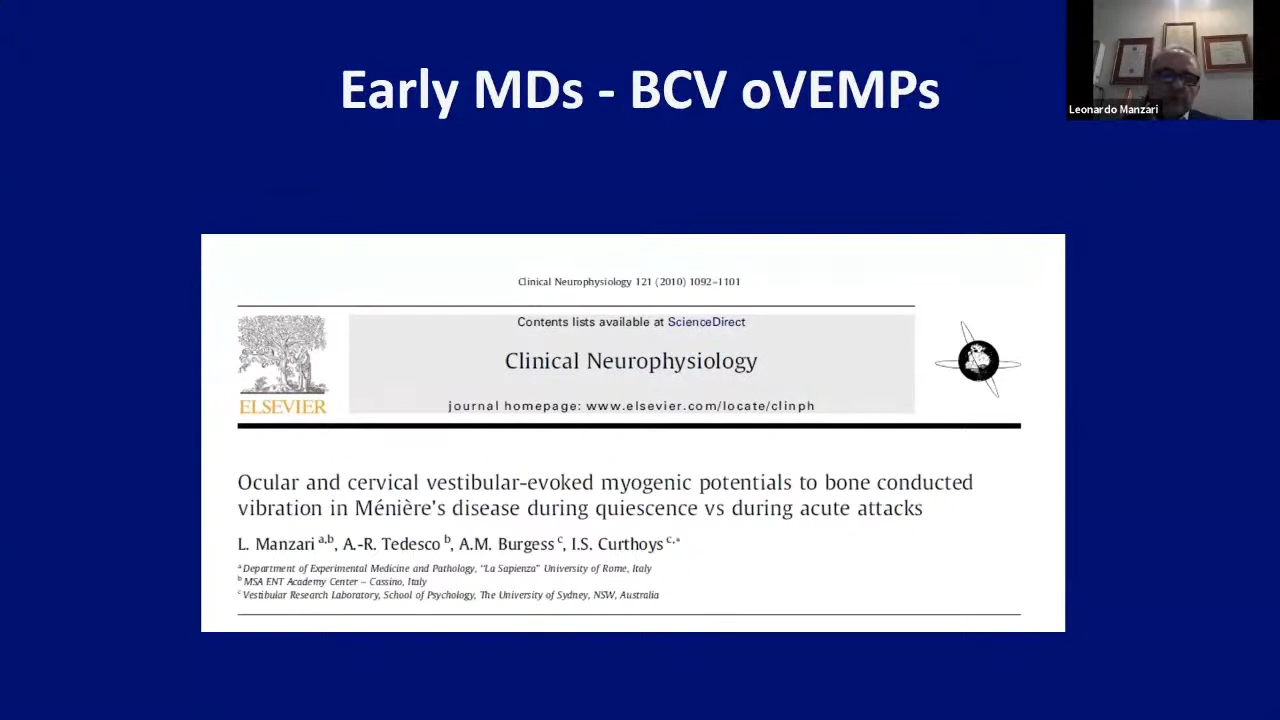 Early MDs - BCV oVEMPs
Leonardo Manzari
Clinical Neurophysiology 121 (2010) 1092–1101
Contents lists available at ScienceDirect
Clinical Neurophysiology
journal homepage: www.elsevier.com/locate/clinph
ELSEVIER
Ocular and cervical vestibular-evoked myogenic potentials to bone conducted
vibration in Ménière's disease during quiescence vs during acute attacks
L. Manzari a,b, A.-R. Tedesco b, A.M. Burgess c, I.S. Curthoys c,*
a Department of Experimental Medicine and Pathology, "La Sapienza" University of Rome, Italy
b MSA ENT Academy Center – Cassino, Italy
c Vestibular Research Laboratory, School of Psychology, The University of Sydney, NSW, Australia